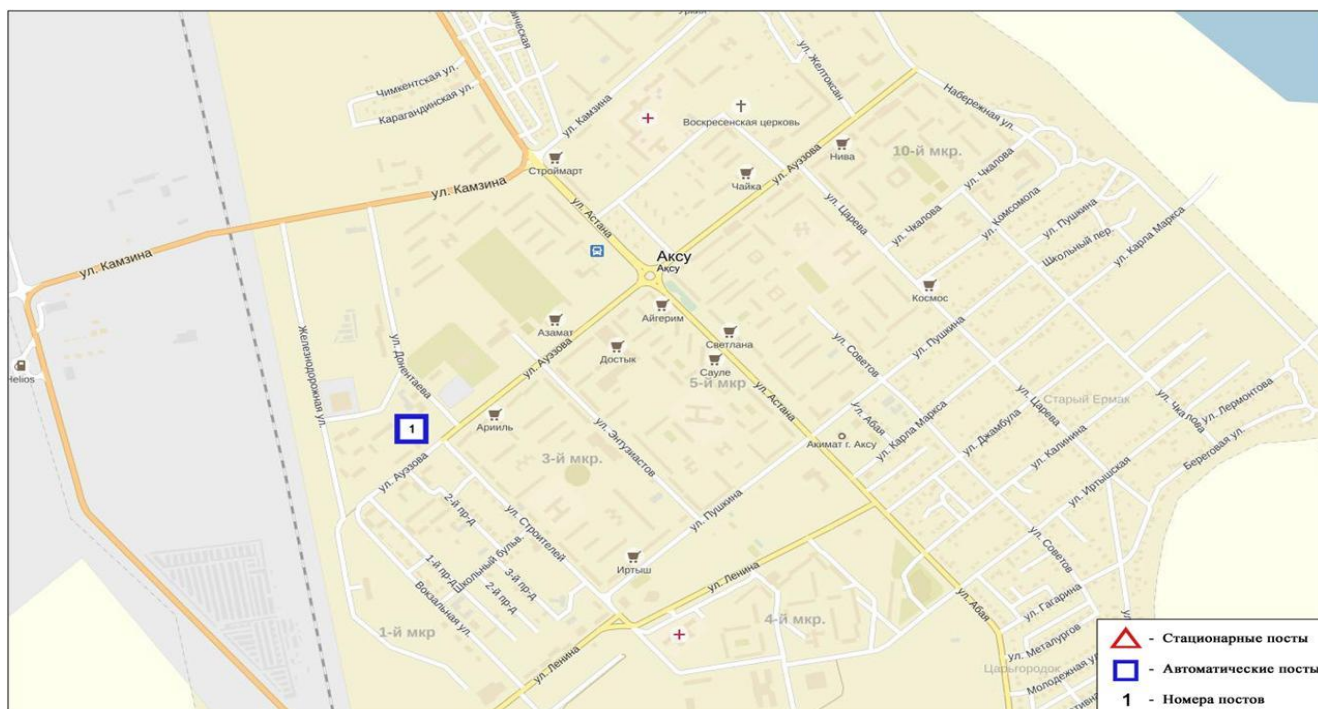 ул. Желтоксан
Чимкентская ул.
Карагандинская ул.
ул. Камзина
Воскресенская церковь
Набережная ул.
Нива
10-й мкр.
Строймарт
Чайка
ул. Ауэзова
ул. Чкалова
ул. Камзина
ул. Астана
ул. Царева
ул. Чкалова
ул. Комсомола
ул. Пушкина
Школьный пер.
ул. Карла Маркса
ул. Камзина
Аксу
Ақсу
Космос
Айгерим
Азамат
Светлана
ул. Ауэзова
Достык
Сауле
5-й мкр
ул. Советов
ул. Пушкина
Железнодорожная ул.
ул. Донентаева
Helios
ул. Астана
ул. Абая
ул. Царева
Старый Ермак
ул. Чкалова
ул. Лермонтова
1
Арииль
ул. Карла Маркса
ул. Джамбула
ул. Калинина
Береговая ул.
Акимат г. Аксу
ул. Энтузиастов
3-й мкр.
ул. Ауэзова
2-й пр-д
ул. Иртышская
ул. Пушкина
ул. Строителей
Школьный бульв.
1-й пр-д
3-й пр-д
2-й пр-д
Иртыш
ул. Ленина
ул. Советов
Вокзальная ул.
1-й мкр
4-й мкр.
ул. Абая
ул. Гагарина
ул. Металургов
Царьгородок
ул. Ленина
Молодежная ул.
- Стационарные посты
- Автоматические посты
1 - Номера постов